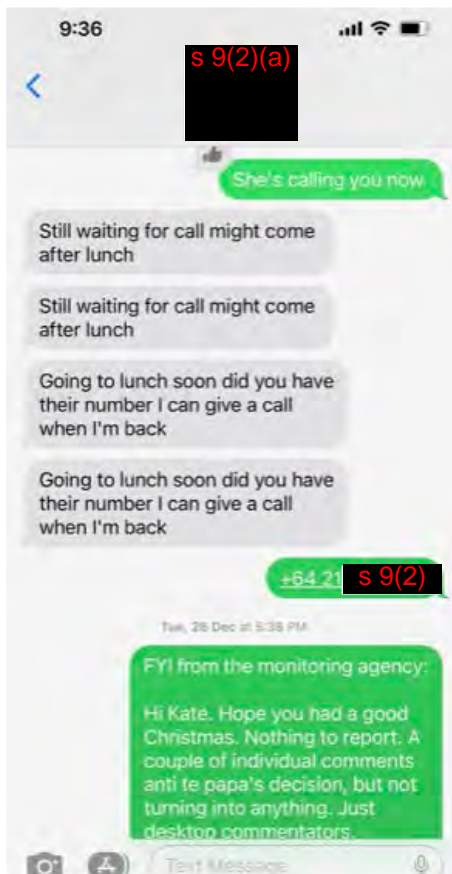 9:36
s 9(2)(a)
She's calling you now
Still waiting for call might come
after lunch
Still waiting for call might come
after lunch
Going to lunch soon did you have
their number I can give a call
when I'm back
Going to lunch soon did you have
their number I can give a call
when I'm back
+64 21 s 9(2)
Tue, 26 Dec at 5:38 PM
FYI from the monitoring agency:
Hi Kate. Hope you had a good
Christmas. Nothing to report. A
couple of individual comments
anti te papa's decision, but not
turning into anything. Just
desktop commentators.
Text Message